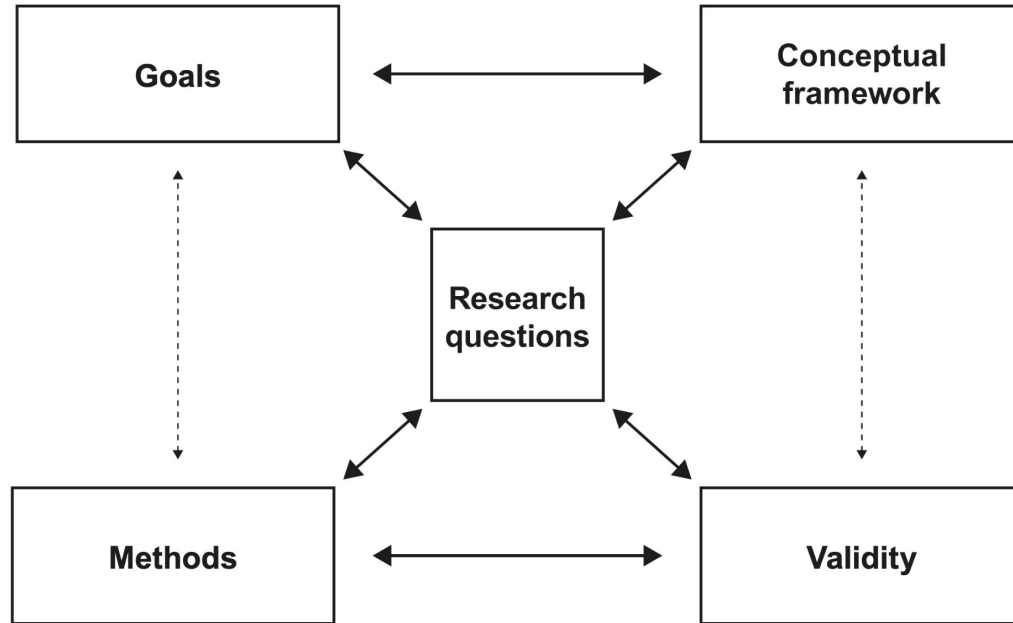 Goals
Conceptual
framework
Research
questions
Methods
Validity